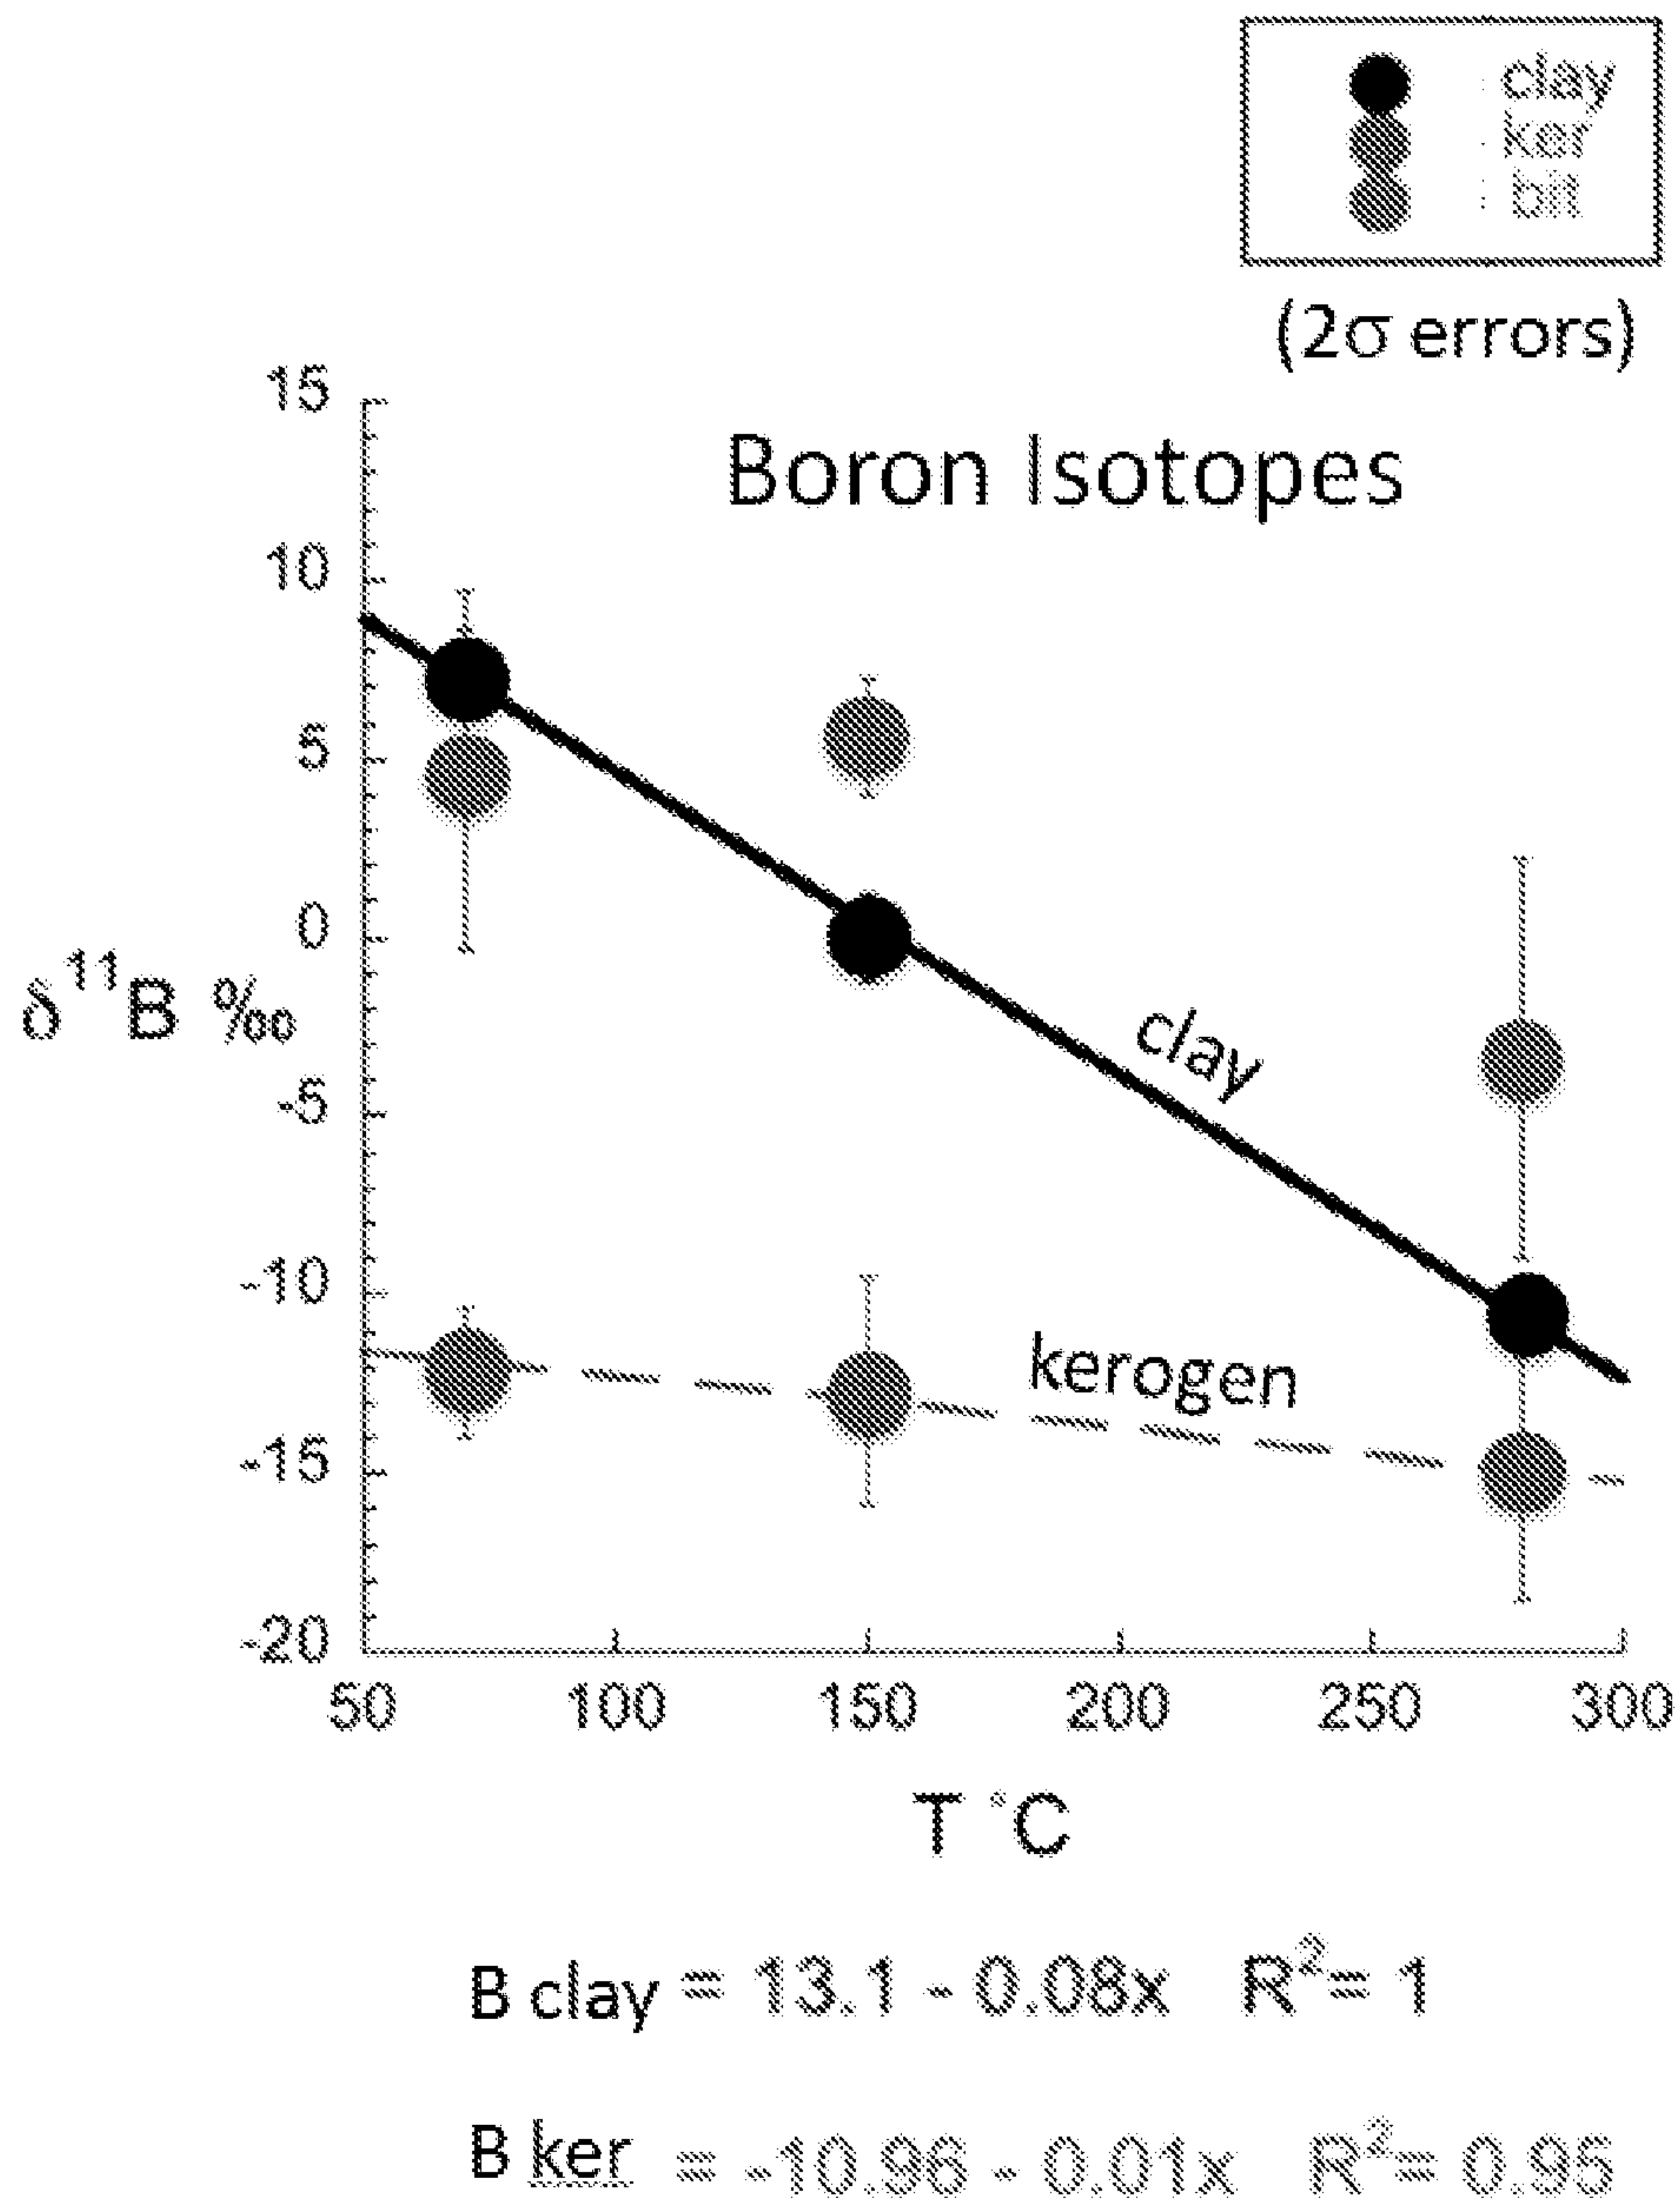 clay
ker
bit
(2σ errors)
Boron Isotopes
15
10
5
0
-5
-10
-15
-20
δ¹¹B ‰
clay
kerogen
50 100 150 200 250 300
T °C
B clay = 13.1 - 0.08x R²= 1
B ker = -10.96 - 0.01x R²= 0.95